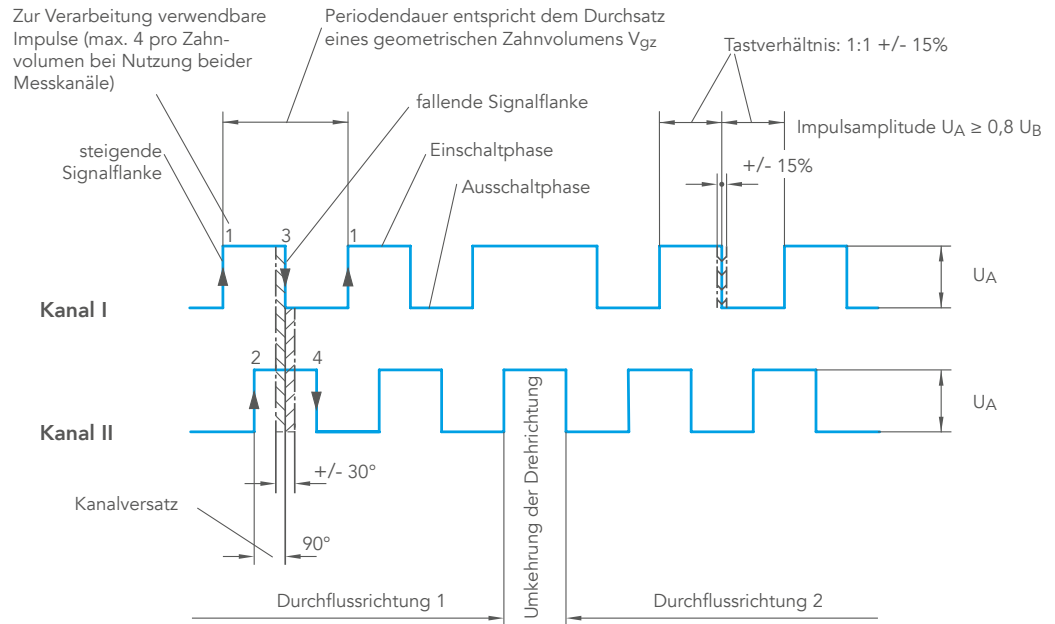 Zur Verarbeitung verwendbare
Impulse (max. 4 pro Zahn-
volumen bei Nutzung beider
Messkanäle)
Periodendauer entspricht dem Durchsatz
eines geometrischen Zahnvolumens Vgz
Tastverhältnis: 1:1 +/- 15%
fallende Signalflanke
Impulsamplitude UA ≥ 0,8 UB
steigende
Signalflanke
Einschaltphase
+/- 15%
Ausschaltphase
1
3
1
UA
Kanal I
2
4
UA
Kanal II
+/- 30°
Kanalversatz
90°
Umkehrung der Drehrichtung
Durchflussrichtung 1
Durchflussrichtung 2